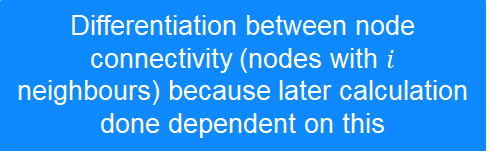 Differentiation between node
connectivity (nodes with i
neighbours) because later calculation
done dependent on this